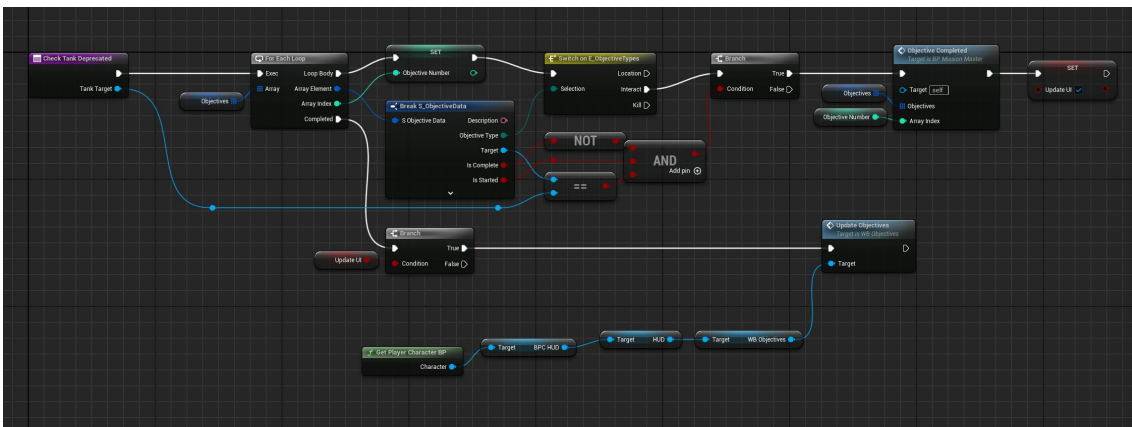 Check Tank Deprecated
Tank Target
Objectives
For Each Loop
Exec
Loop Body
Array
Array Element
Array Index
Completed
SET
Objective Number
Break S_ObjectiveData
S Objective Data
Description
Objective Type
Target
Is Complete
Is Started
Switch on E_ObjectiveTypes
Location
Selection
Interact
Kill
NOT
==
AND
Add pin
Branch
True
Condition
False
Objectives
Objective Number
Objective Completed
Target is BP Mission Master
Target
self
Objectives
Array Index
SET
Update UI
Update UI
Branch
True
Condition
False
Update Objectives
Target is WB Objectives
Target
Get Player Character BP
Character
Target
BPC HUD
Target
HUD
Target
WB Objectives